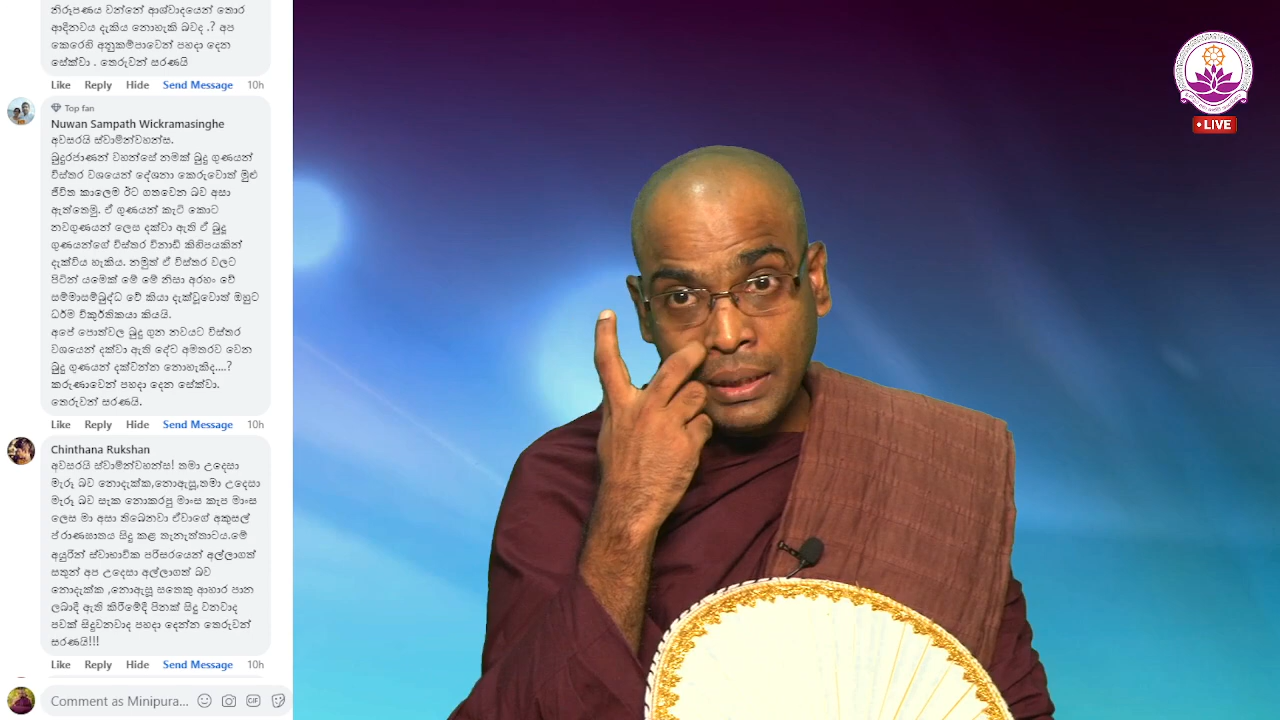 නිරූපණය වන්නේ ආශ්වාදයෙන් තොර
ආදීනවය දැකිය නොහැකි බවද .? අප
කෙරෙහි අනුකම්පාවෙන් පහදා දෙන
සේක්වා . තෙරුවන් සරණයි
Like Reply Hide Send Message 10h
Top fan
Nuwan Sampath Wickramasinghe
අවසරයි ස්වාමින්වහන්ස.
බුදුරජාණන් වහන්සේ නමක් බුදු ගුණයන්
විස්තර වශයෙන් දේශනා කෙරුවොත් මුළු
ජීවිත කාලෙම ඊට ගතවෙන බව අසා
ඇත්තෙමු. ඒ ගුණයන් කැටි කොට
නවගුණයන් ලෙස දක්වා ඇති ඒ බුදු
ගුණයන්ගේ විස්තර විනාඩි කිහිපයකින්
දැක්විය හැකිය. නමුත් ඒ විස්තර වලට
පිටින් යමෙක් මේ මේ නිසා අරහං වේ
සම්මාසම්බුද්ධ වේ කියා දැක්වූවොත් ඔහුට
ධර්ම විකුර්තිකයා කියයි.
අපේ පොත්වල බුදු ගුන නවයට විස්තර
වශයෙන් දක්වා ඇති දේට අමතරව වෙන
බුදු ගුණයන් දක්වන්න නොහැකිද....?
කරුණාවෙන් පහදා දෙන සේක්වා.
තෙරුවන් සරණයි.
Like Reply Hide Send Message 10h
Chinthana Rukshan
අවසරයි ස්වාමින්වහන්ස! තමා උදෙසා
මැරූ බව නොදැක්ක,නොඇසූ,තමා උදෙසා
මැරූ බව සැක නොකරපු මාංස කැප මාංස
ලෙස මා අසා තිබෙනවා ඒවාගේ අකුසල්
ප්රාණඝාතය සිදු කළ තැනැත්තාටය.මේ
අයුරින් ස්වාභාවික පරිසරයෙන් අල්ලාගත්
සතුන් අප උදෙසා අල්ලාගත් බව
නොදැක්ක ,නොඇසූ සතෙකු ආහාර පාන
ලබාදී ඇති කිරීමේදී පිනක් සිදු වනවාද
පවක් සිදුවනවාද පහදා දෙන්න තෙරුවන්
සරණයි!!!
Like Reply Hide Send Message 10h
Comment as Minipura...
GIF
LIVE